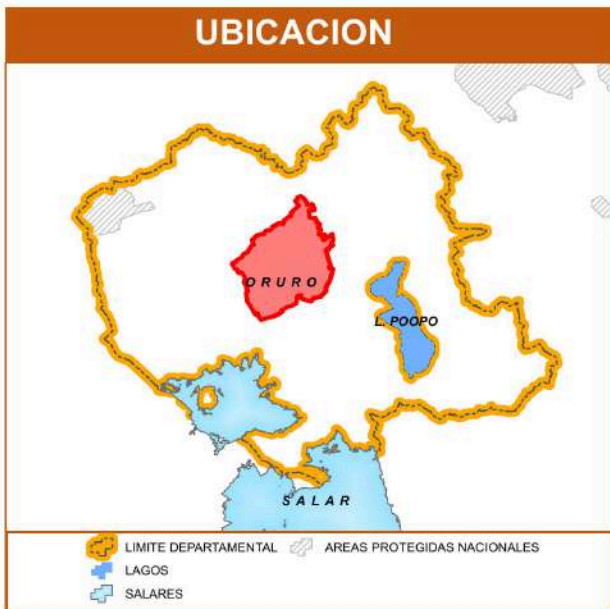 UBICACION
ORURO
L. POOPO
SALAR
LIMITE DEPARTAMENTAL
AREAS PROTEGIDAS NACIONALES
LAGOS
SALARES